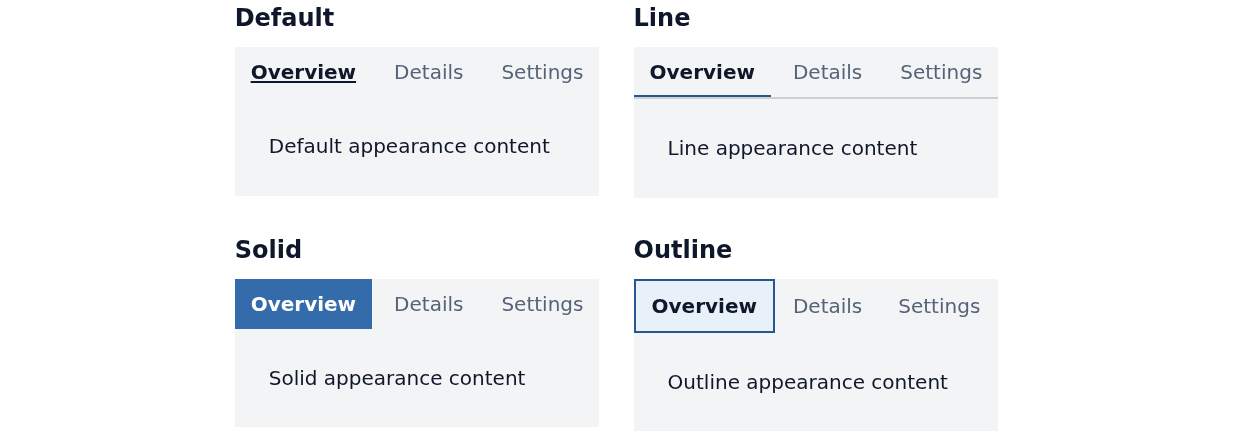 Default
Overview Details Settings
Default appearance content
Line
Overview Details Settings
Line appearance content
Solid
Overview Details Settings
Solid appearance content
Outline
Overview Details Settings
Outline appearance content